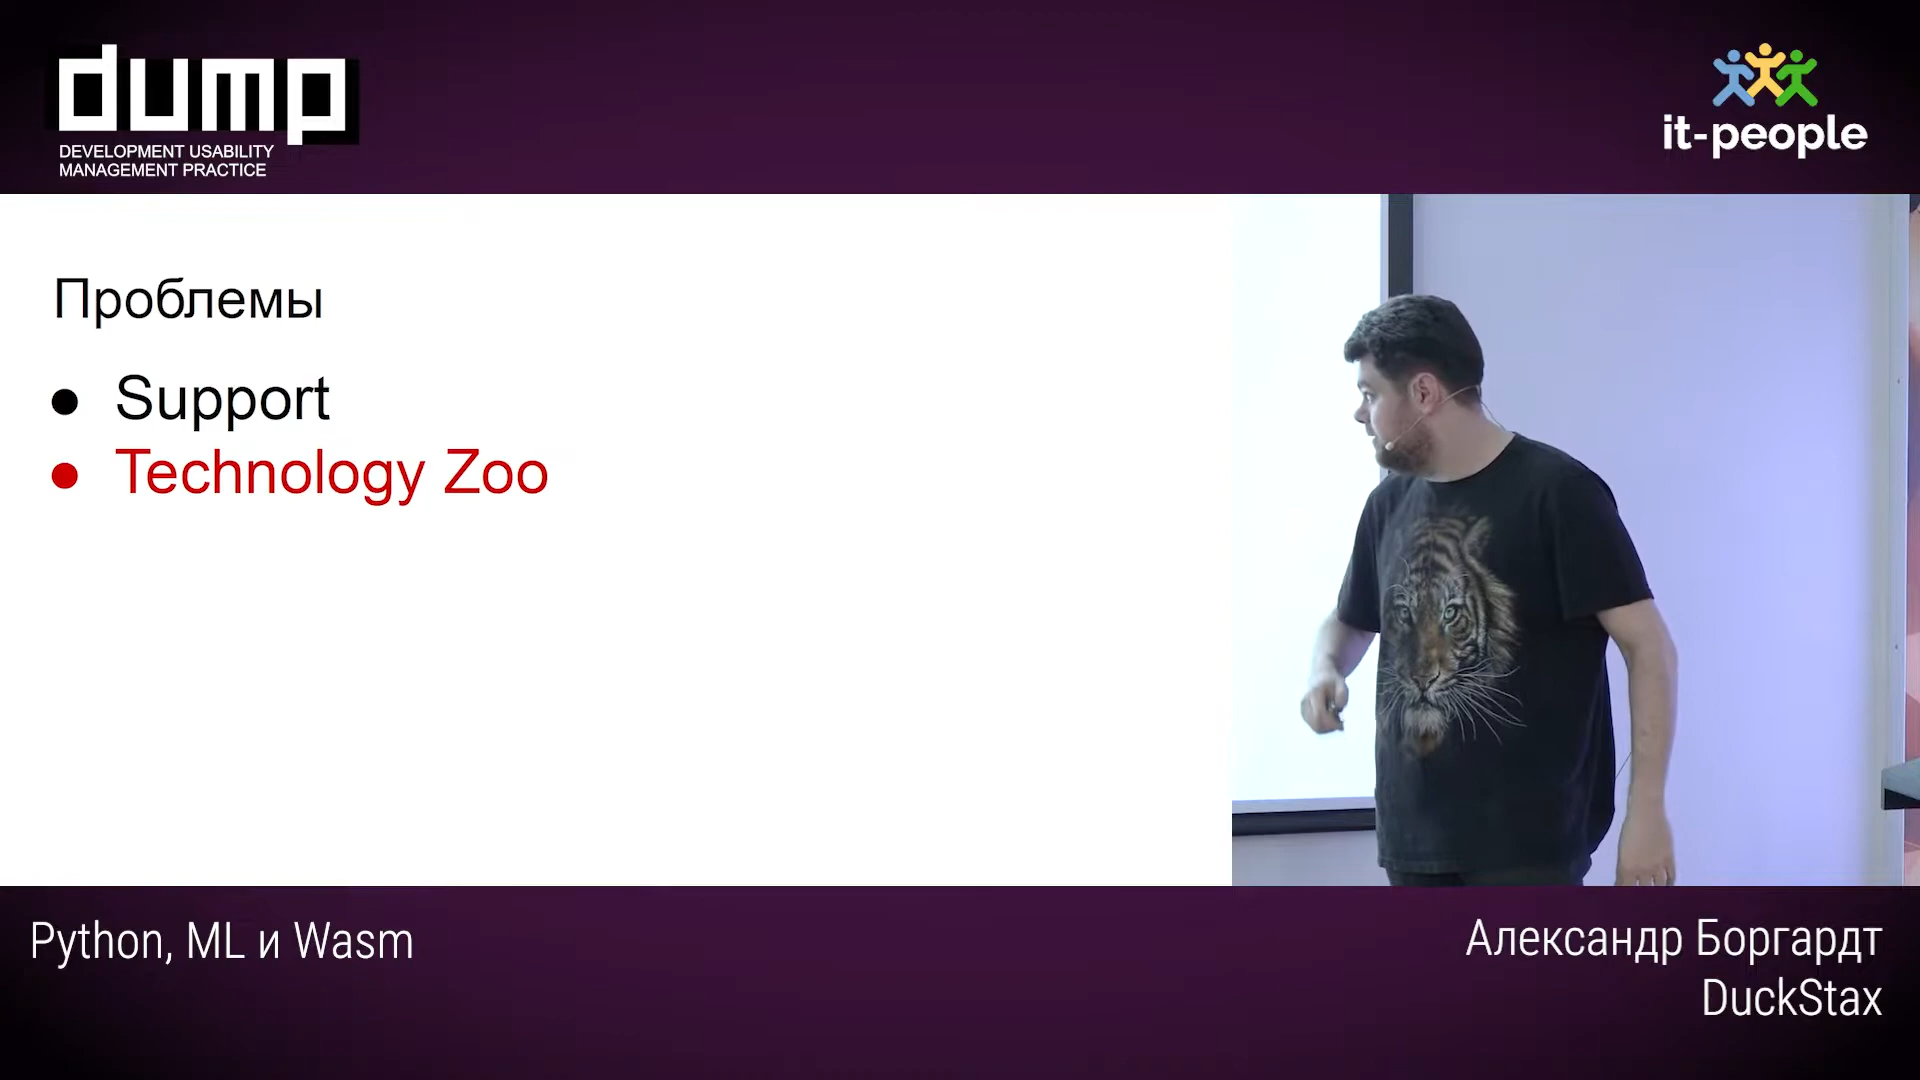 dump
DEVELOPMENT USABILITY
MANAGEMENT PRACTICE
it-people
Проблемы
● Support
● Technology Zoo
Python, ML и Wasm
Александр Боргардт
DuckStax